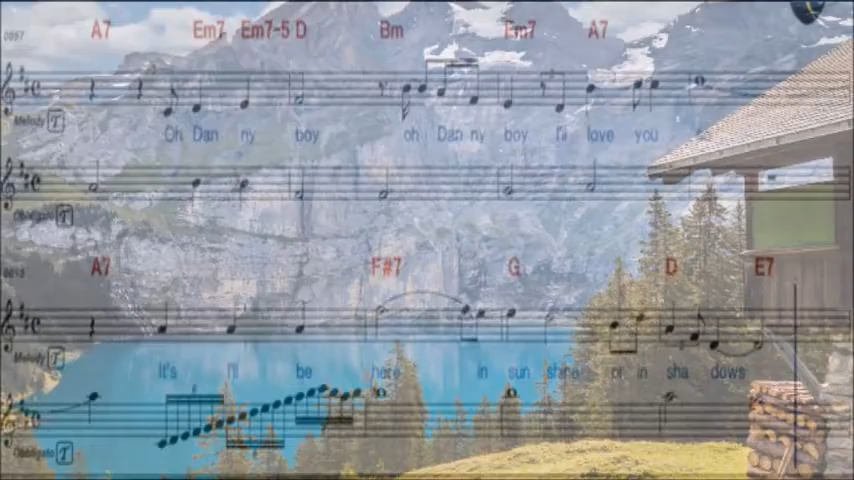 A7 Em7 Em7-5 D Bm Em7 A7
Melody T
Oh Dan ny boy oh Dan ny boy I'll love you
Obbligato T
A7 F#7 G D E7
Melody T
It's I'll be here in sun shine or in sha dows
Obbligato T